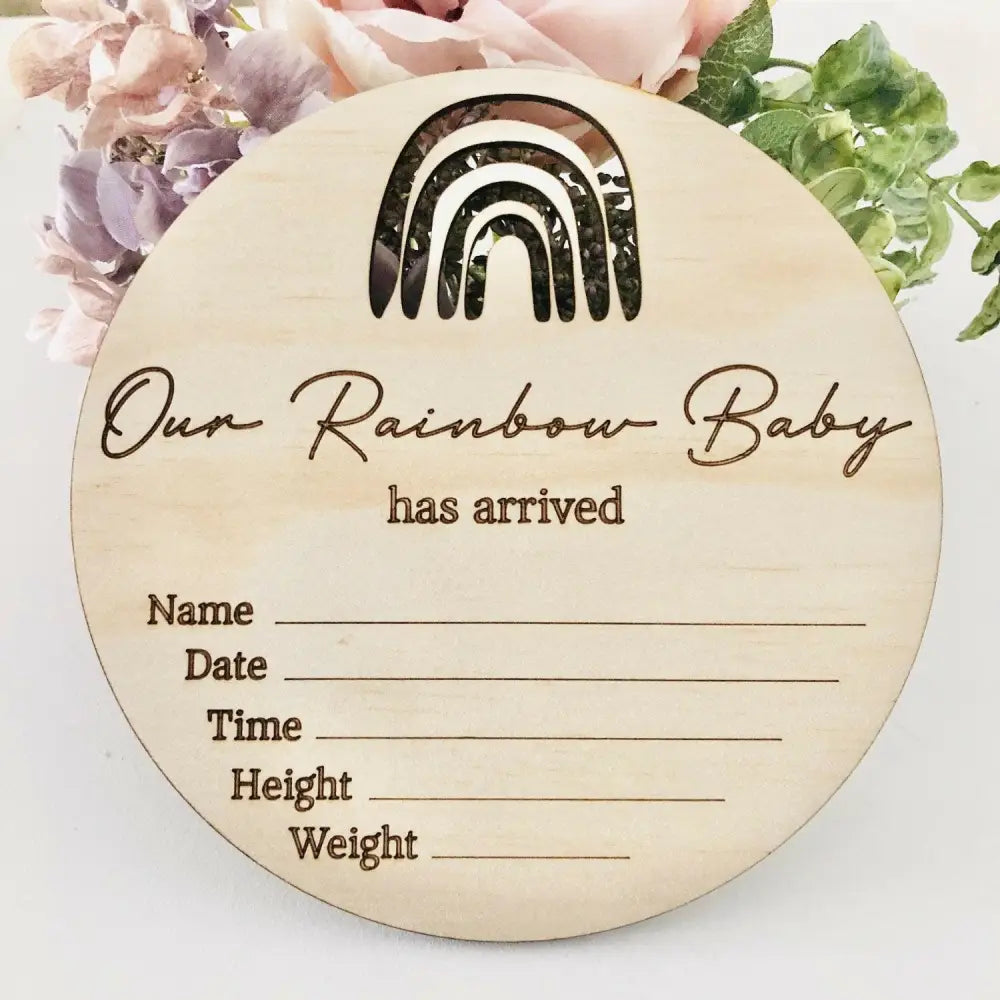 Our Rainbow Baby
has arrived
Name
Date
Time
Height
Weight